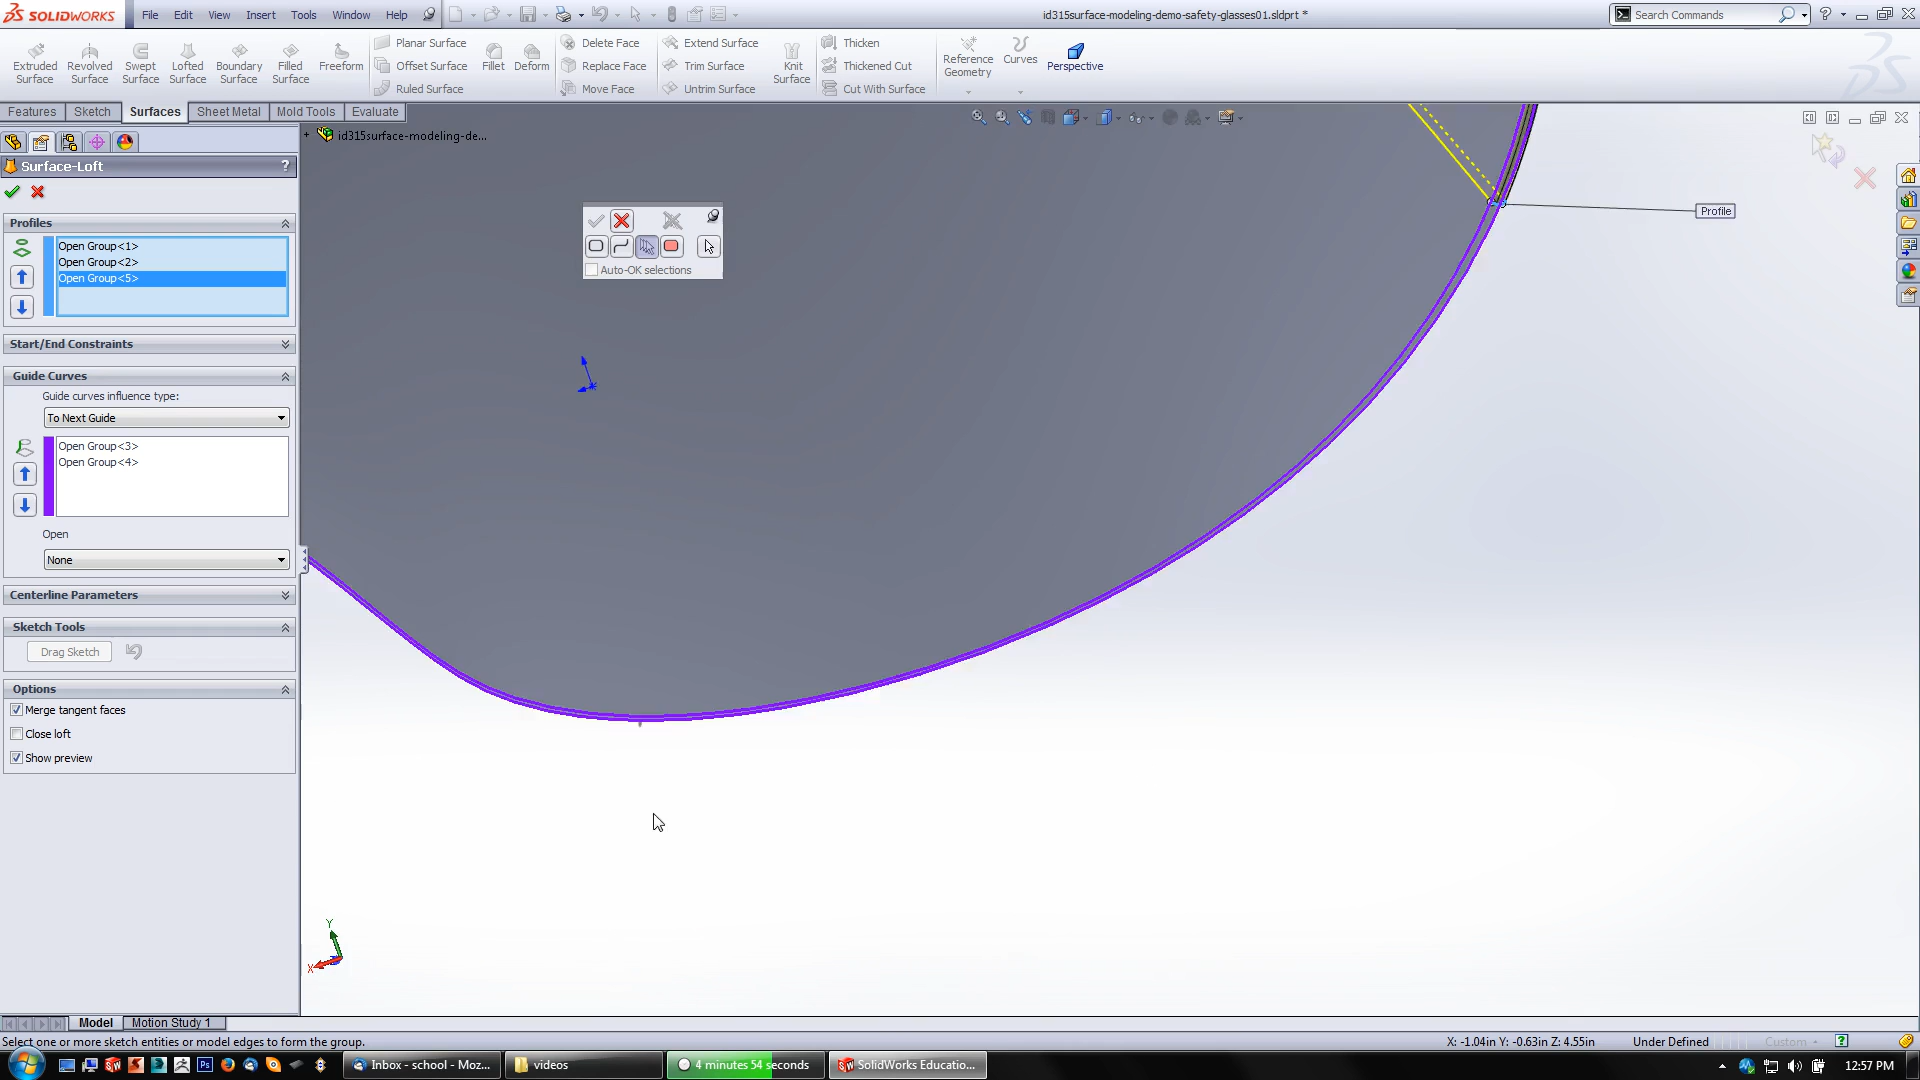 SOLIDWORKS File Edit View Insert Tools Window Help id315surface-modeling-demo-safety-glasses01.sldprt * Search Commands
Extruded Surface
Revolved Surface
Swept Surface
Lofted Surface
Boundary Surface
Filled Surface
Freeform
Planar Surface
Offset Surface
Ruled Surface
Fillet
Deform
Delete Face
Replace Face
Move Face
Extend Surface
Trim Surface
Untrim Surface
Knit Surface
Thicken
Thickened Cut
Cut With Surface
Reference Geometry
Curves
Perspective
Features Sketch Surfaces Sheet Metal Mold Tools Evaluate
id315surface-modeling-de...
Surface-Loft ?
Profiles
Open Group<1>
Open Group<2>
Open Group<5>
Start/End Constraints
Guide Curves
Guide curves influence type:
To Next Guide
Open Group<3>
Open Group<4>
Open
None
Centerline Parameters
Sketch Tools
Drag Sketch
Options
Merge tangent faces
Close loft
Show preview
Auto-OK selections
Profile
Y
X
Model Motion Study 1
Select one or more sketch entities or model edges to form the group. X: -1.04in Y: -0.63in Z: 4.55in Under Defined Custom
Inbox - school - Moz... videos 4 minutes 54 seconds SolidWorks Educatio... 12:57 PM